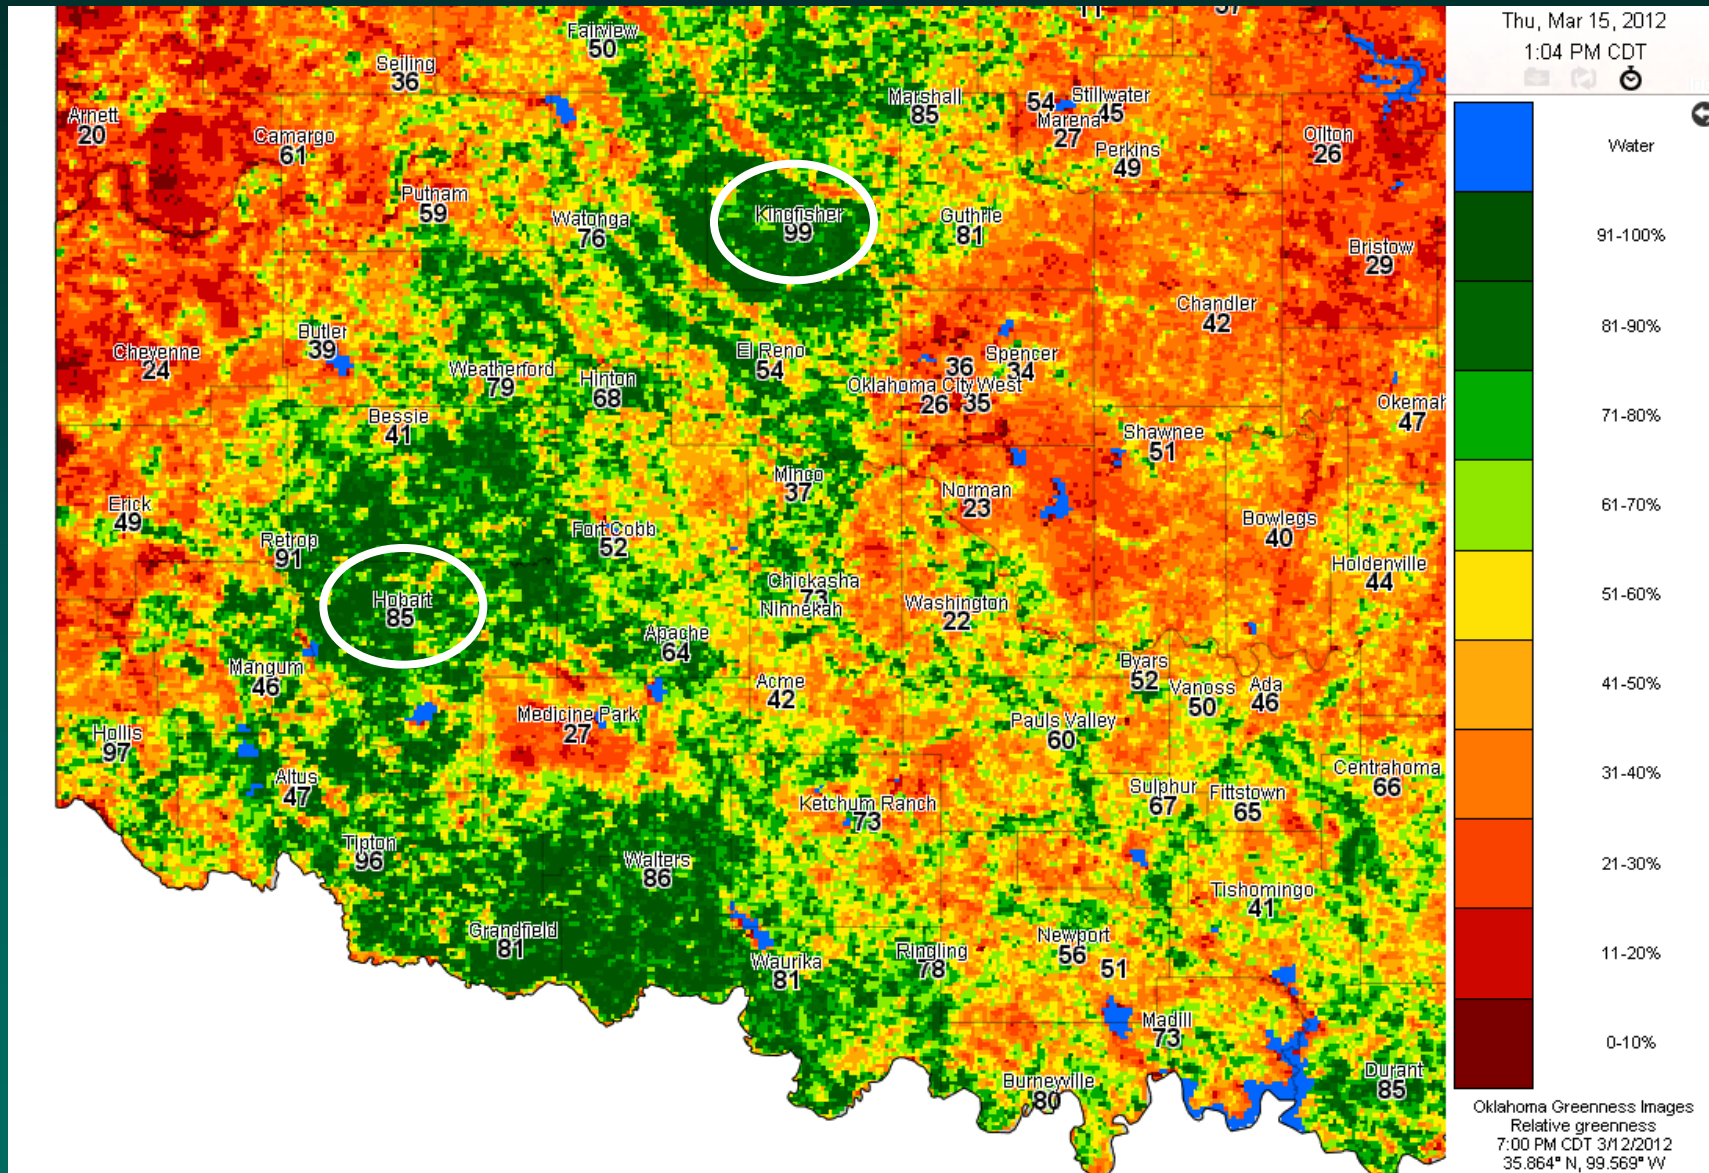 Fairview
50
Seiling
36
Arnett
20
Camargo
61
Marshall
85
54
Stillwater
45
Marena
27
Perkins
49
Oilton
26
Putnam
59
Watonga
76
Kingfisher
99
Guthrie
81
Bristow
29
Chandler
42
Butler
39
Cheyenne
24
Weatherford
79
Hinton
68
El Reno
54
36
Spencer
34
Oklahoma City West
26
35
Okemah
47
Bessie
41
Shawnee
51
Minco
37
Norman
23
Erick
49
Bowlegs
40
Retrop
91
Fort Cobb
52
Holdenville
44
Hobart
85
Chickasha
73
Ninnekah
Washington
22
Apache
64
Mangum
46
Acme
42
Byars
52
Vanoss
50
Ada
46
Medicine Park
27
Pauls Valley
60
Hollis
97
Altus
47
Ketchum Ranch
73
Sulphur
67
Fittstown
65
Centrahoma
66
Tipton
96
Walters
86
Tishomingo
41
Grandfield
81
Waurika
81
Ringling
78
Newport
56
51
Madill
73
Burneyville
80
Durant
85
Thu, Mar 15, 2012
1:04 PM CDT
Water
91-100%
81-90%
71-80%
61-70%
51-60%
41-50%
31-40%
21-30%
11-20%
0-10%
Oklahoma Greenness Images
Relative greenness
7:00 PM CDT 3/12/2012
35.864° N, 99.569° W